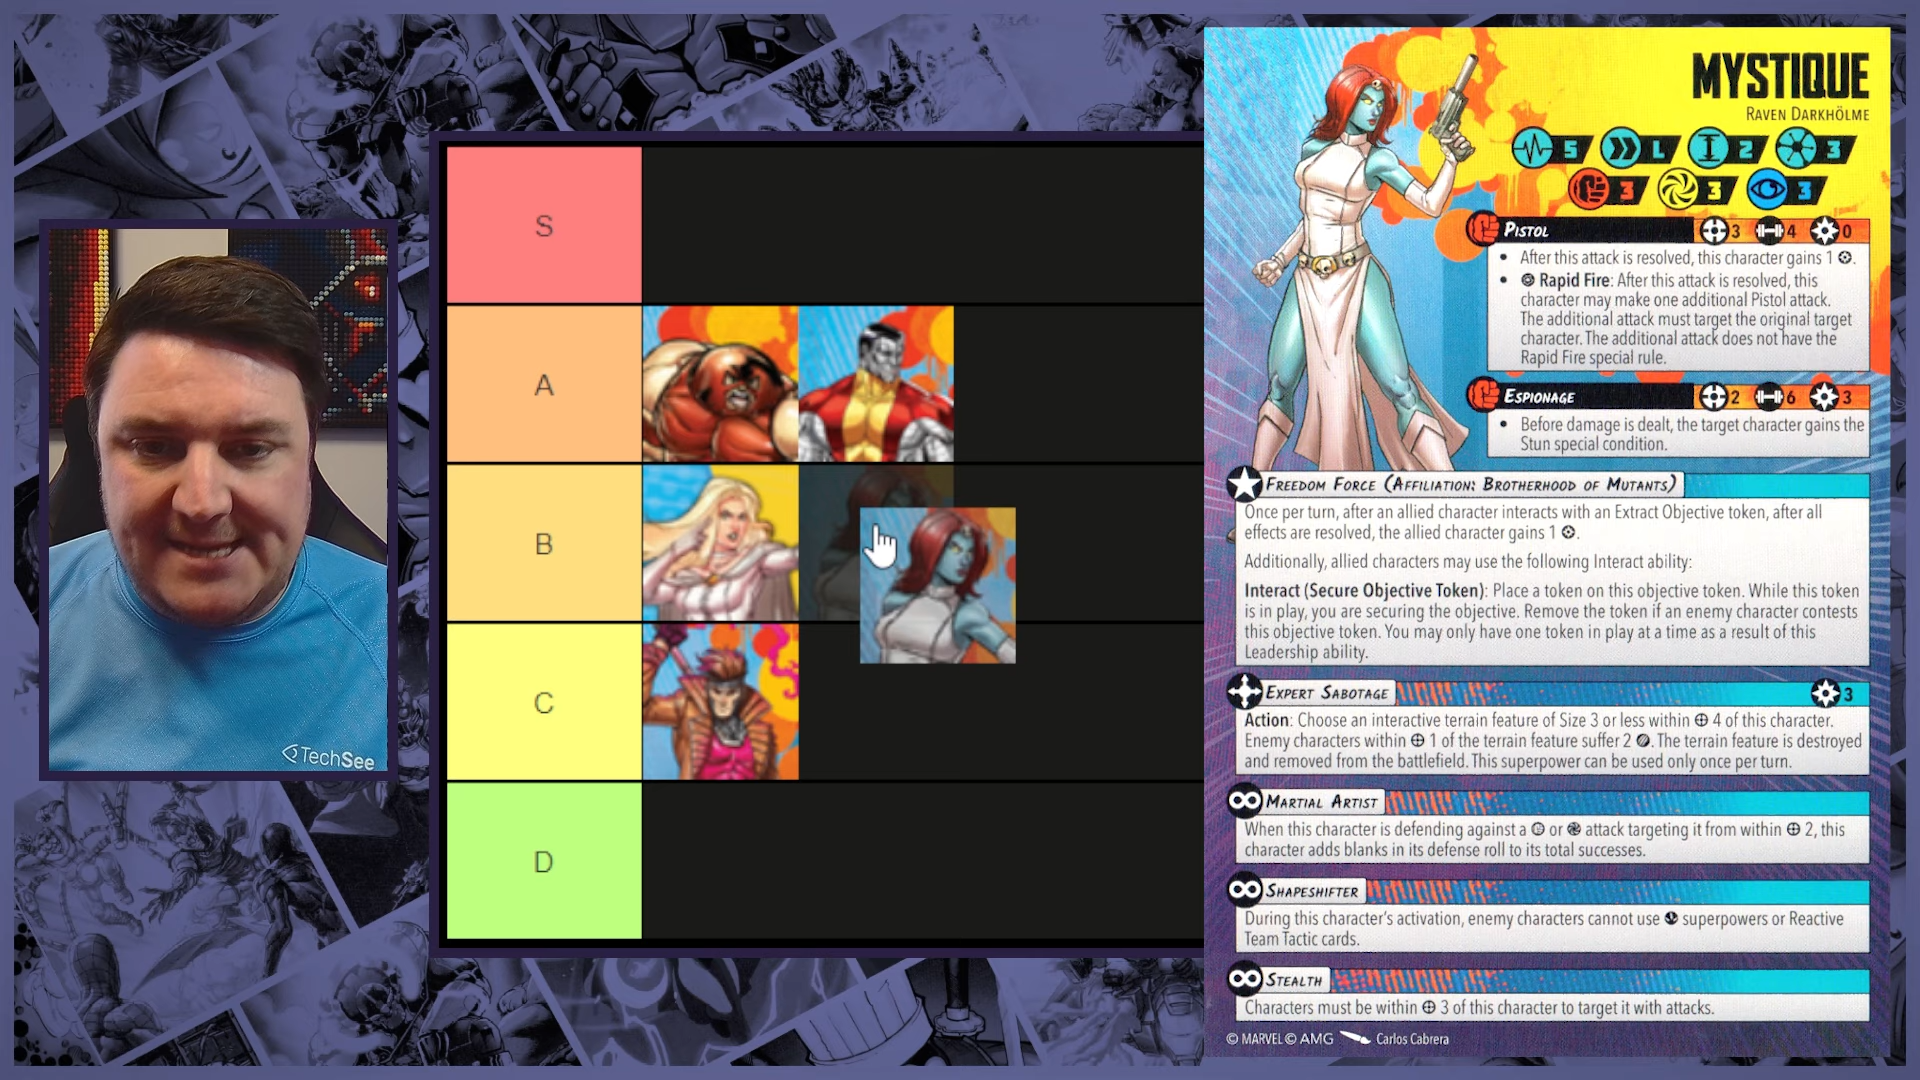 TechSee
S
A
B
C
D
MYSTIQUE
RAVEN DARKHÖLME
5 L 2 3
3 3 3
PISTOL 3 4 0
• After this attack is resolved, this character gains 1 .
• Rapid Fire: After this attack is resolved, this
character may make one additional Pistol attack.
The additional attack must target the original target
character. The additional attack does not have the
Rapid Fire special rule.
ESPIONAGE 2 6 3
• Before damage is dealt, the target character gains the
Stun special condition.
FREEDOM FORCE (AFFILIATION: BROTHERHOOD OF MUTANTS)
Once per turn, after an allied character interacts with an Extract Objective token, after all
effects are resolved, the allied character gains 1 .
Additionally, allied characters may use the following Interact ability:
Interact (Secure Objective Token): Place a token on this objective token. While this token
is in play, you are securing the objective. Remove the token if an enemy character contests
this objective token. You may only have one token in play at a time as a result of this
Leadership ability.
EXPERT SABOTAGE 3
Action: Choose an interactive terrain feature of Size 3 or less within 4 of this character.
Enemy characters within 1 of the terrain feature suffer 2 . The terrain feature is destroyed
and removed from the battlefield. This superpower can be used only once per turn.
MARTIAL ARTIST
When this character is defending against a or attack targeting it from within 2, this
character adds blanks in its defense roll to its total successes.
SHAPESHIFTER
During this character's activation, enemy characters cannot use superpowers or Reactive
Team Tactic cards.
STEALTH
Characters must be within 3 of this character to target it with attacks.
© MARVEL © AMG Carlos Cabrera